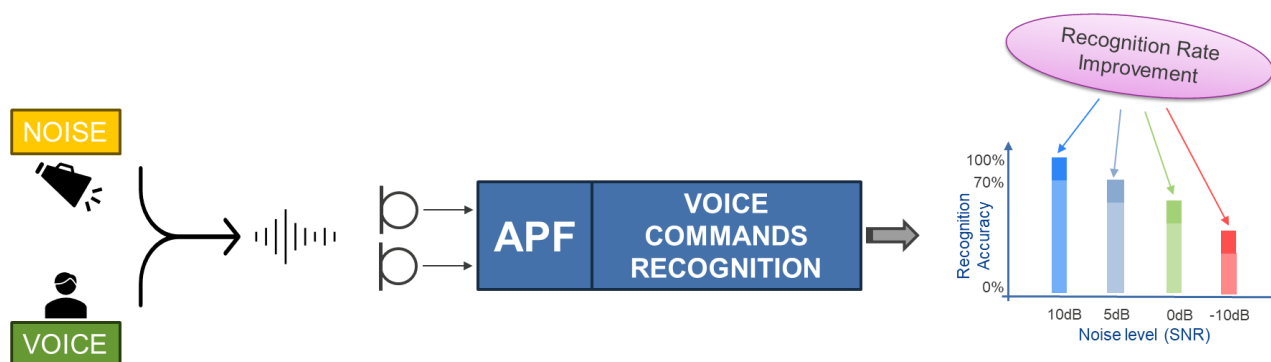 NOISE
VOICE
APF
VOICE
COMMANDS
RECOGNITION
Recognition Rate
Improvement
Recognition
Accuracy
100%
70%
0%
10dB
5dB
0dB
-10dB
Noise level (SNR)